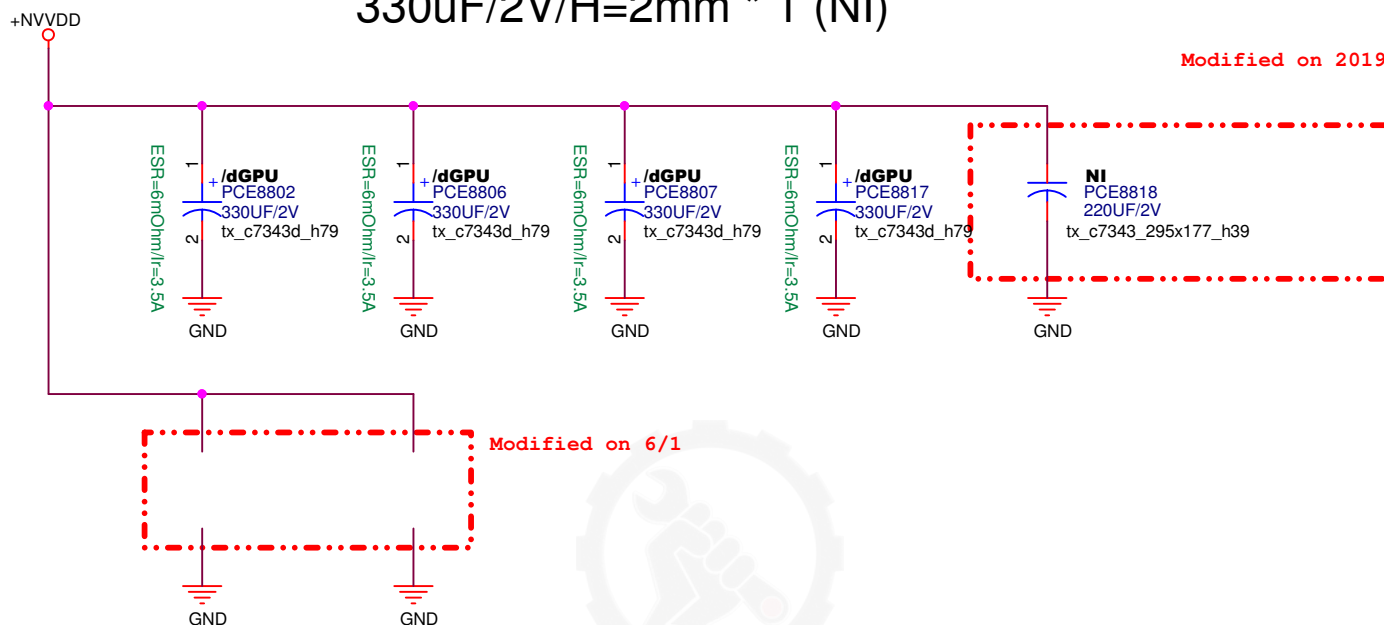 330uF/2V/H=2mm * 1 (NI)
+NVVDD
Modified on 2019
ESR=6mOhm/Ir=3.5A
1
2
+
/dGPU
PCE8802
330UF/2V
tx_c7343d_h79
GND
ESR=6mOhm/Ir=3.5A
1
2
+
/dGPU
PCE8806
330UF/2V
tx_c7343d_h79
GND
ESR=6mOhm/Ir=3.5A
1
2
+
/dGPU
PCE8807
330UF/2V
tx_c7343d_h79
GND
ESR=6mOhm/Ir=3.5A
1
2
+
/dGPU
PCE8817
330UF/2V
tx_c7343d_h79
GND
NI
PCE8818
220UF/2V
tx_c7343_295x177_h39
GND
Modified on 6/1
GND
GND